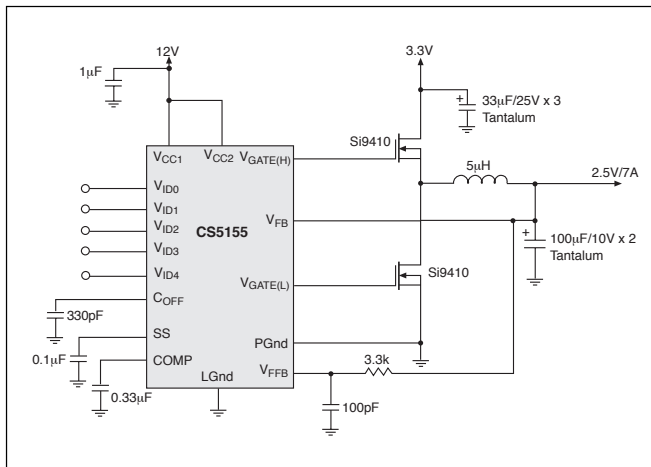 12V
3.3V
1μF
+
33μF/25V x 3
Tantalum
Si9410
VCC1
VCC2
VGATE(H)
5μH
2.5V/7A
VID0
VID1
VID2
VID3
VID4
CS5155
VFB
+
100μF/10V x 2
Tantalum
VGATE(L)
Si9410
COFF
330pF
SS
PGnd
0.1μF
COMP
LGnd
VFFB
3.3k
0.33μF
100pF